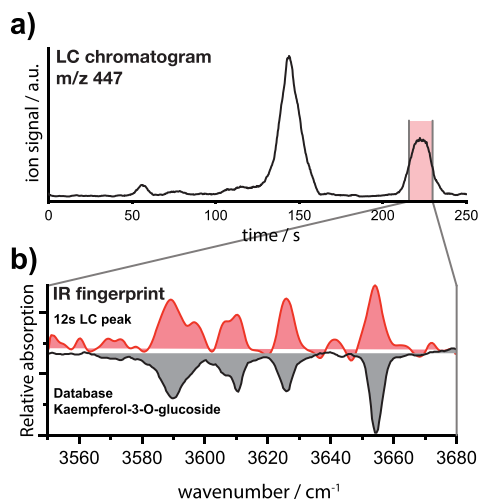 a)
LC chromatogram
m/z 447
ion signal / a.u.
0 50 100 150 200 250
time / s
b)
IR fingerprint
12s LC peak
Relative absorption
Database
Kaempferol-3-O-glucoside
3560 3580 3600 3620 3640 3660 3680
wavenumber / cm⁻¹